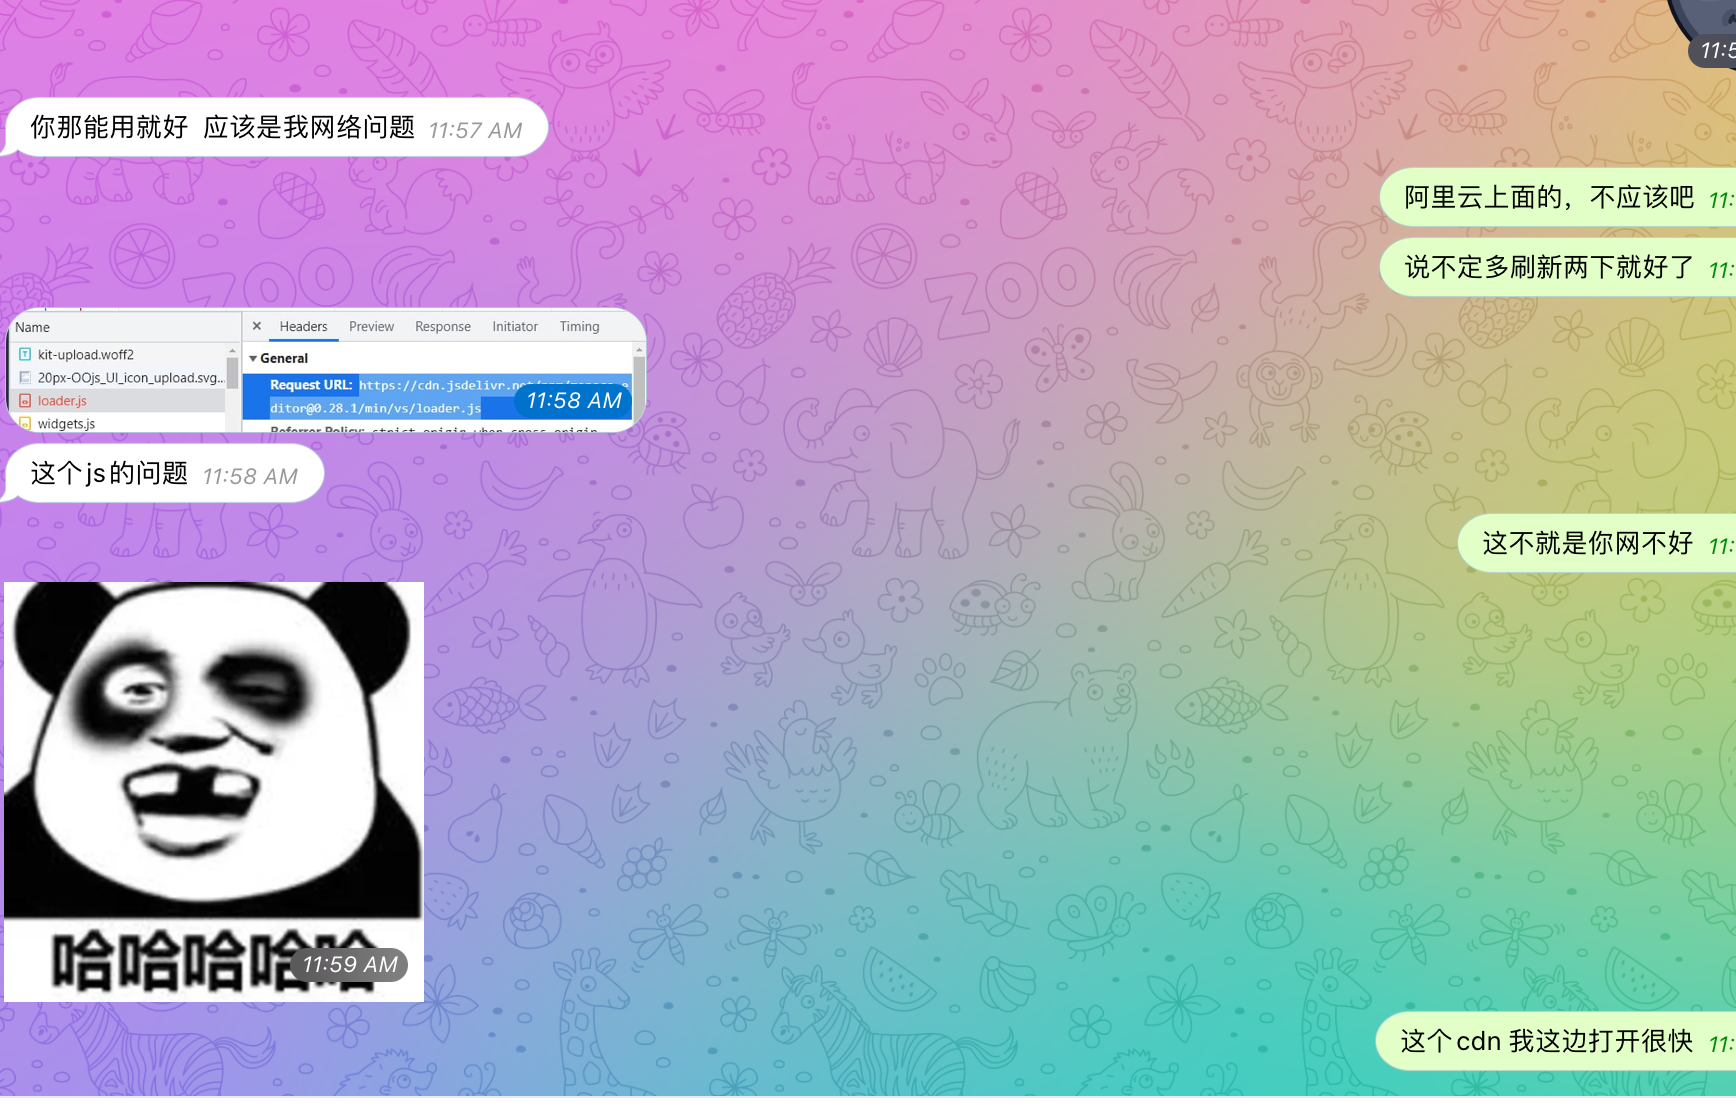 11:5
你那能用就好 应该是我网络问题 11:57 AM
阿里云上面的，不应该吧 11:
说不定多刷新两下就好了 11:
Name
× Headers Preview Response Initiator Timing
kit-upload.woff2
General
20px-OOjs_UI_icon_upload.svg...
Request URL: https://cdn.jsdelivr.net/
loader.js
ditor@0.28.1/min/vs/loader.js
11:58 AM
widgets.js
Referrer Policy: strict-origin-when-cross-origin
这个js的问题 11:58 AM
这不就是你网不好 11:
哈哈哈哈哈
11:59 AM
这个cdn 我这边打开很快 11:
ZOO
ZOO